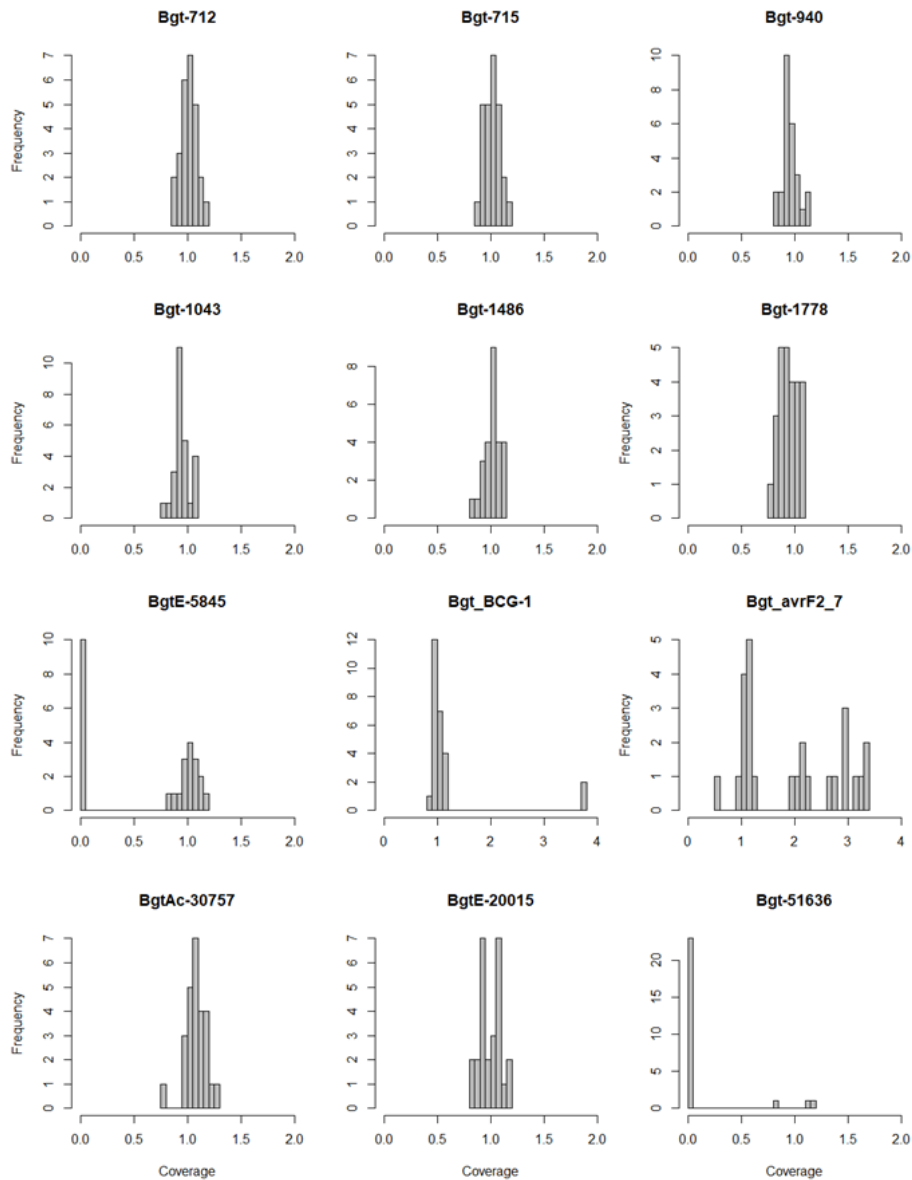 Bgt-712 Bgt-715 Bgt-940
Frequency
0 1 2 3 4 5 6 7
0.0 0.5 1.0 1.5 2.0
0 1 2 3 4 5 6 7
0.0 0.5 1.0 1.5 2.0
0 2 4 6 8 10
0.0 0.5 1.0 1.5 2.0
Bgt-1043 Bgt-1486 Bgt-1778
Frequency
0 2 4 6 8 10
0.0 0.5 1.0 1.5 2.0
0 2 4 6 8
0.0 0.5 1.0 1.5 2.0
Frequency
0 1 2 3 4 5
0.0 0.5 1.0 1.5 2.0
BgtE-5845 Bgt_BCG-1 Bgt_avrF2_7
Frequency
0 2 4 6 8 10
0.0 0.5 1.0 1.5 2.0
0 2 4 6 8 10 12
0 1 2 3 4
Frequency
0 1 2 3 4 5
0 1 2 3 4
BgtAc-30757 BgtE-20015 Bgt-51636
Frequency
0 1 2 3 4 5 6 7
0.0 0.5 1.0 1.5 2.0
Coverage
0 1 2 3 4 5 6 7
0.0 0.5 1.0 1.5 2.0
Coverage
0 5 10 15 20
0.0 0.5 1.0 1.5 2.0
Coverage